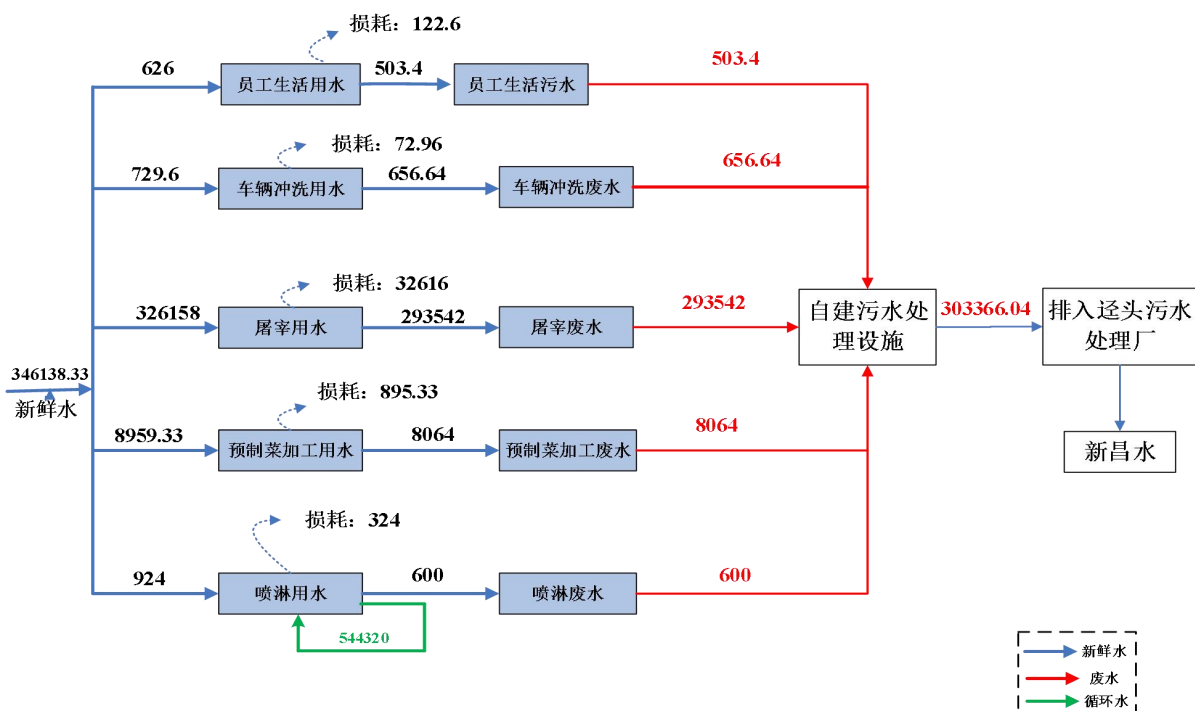 损耗：122.6
626
员工生活用水
503.4
员工生活污水
503.4
损耗：72.96
729.6
车辆冲洗用水
656.64
车辆冲洗废水
656.64
损耗：32616
326158
屠宰用水
293542
屠宰废水
293542
自建污水处
理设施
303366.04
排入迳头污水
处理厂
346138.33
新鲜水
损耗：895.33
8959.33
预制菜加工用水
8064
预制菜加工废水
8064
新昌水
损耗：324
924
喷淋用水
600
喷淋废水
600
544320
新鲜水
废水
循环水